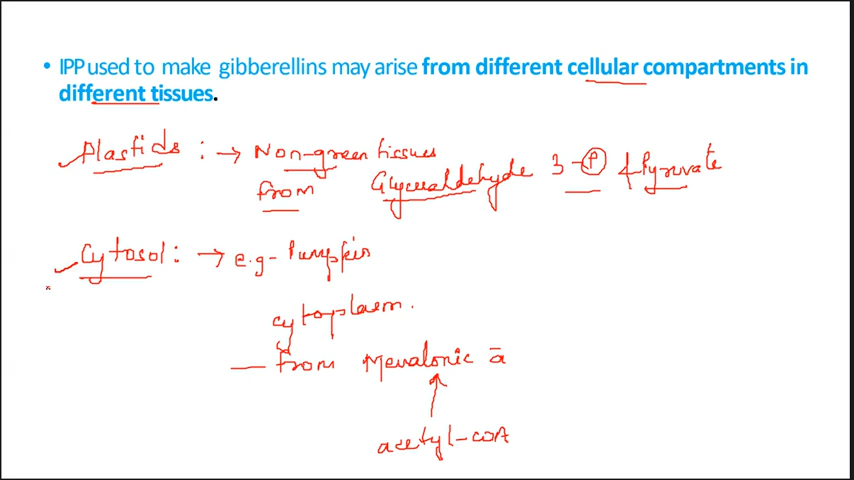 • IPP used to make gibberellins may arise from different cellular compartments in
different tissues.
Plastids : → Non-green tissues
from Glyceraldehyde 3-P & Pyruvate
Cytosol : → e.g- Pumpkin
cytoplasm.
— from Mevalonic ā
↑
acetyl-coA